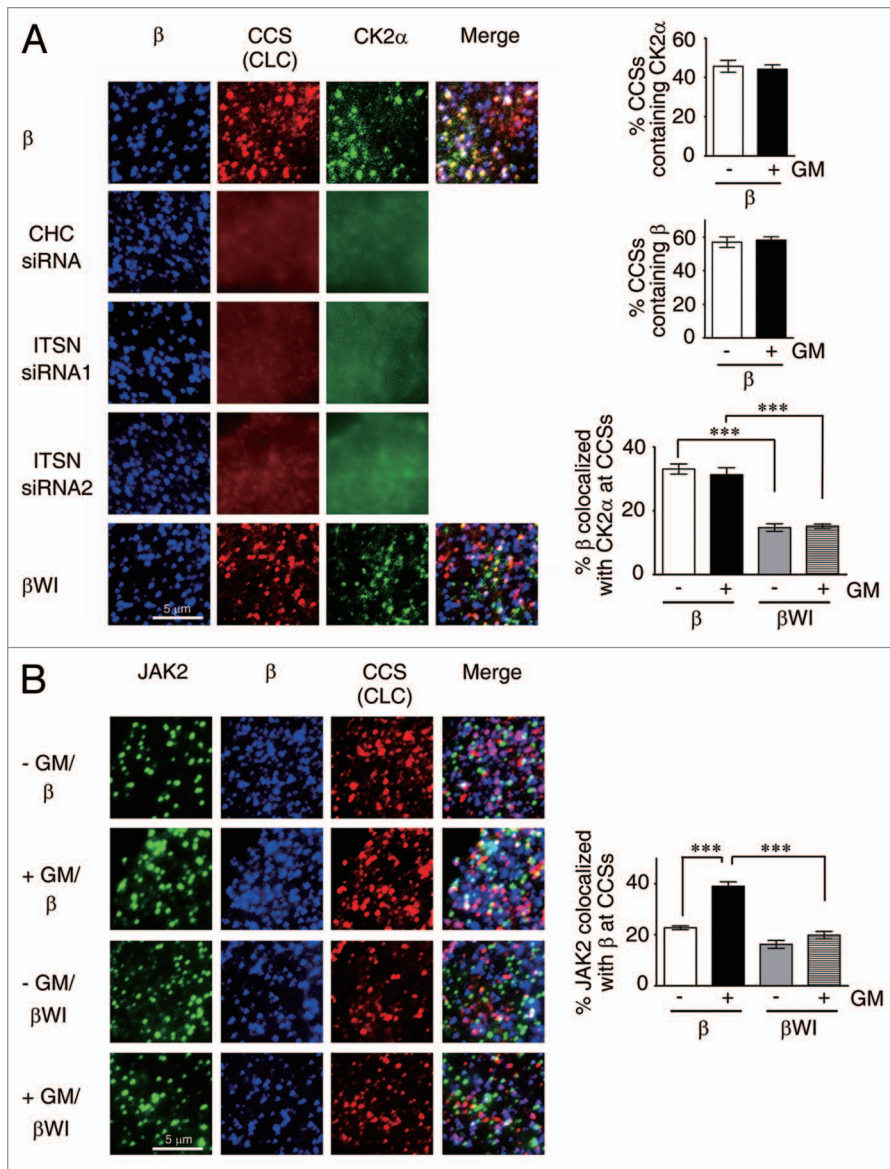 A
β CCS CK2α Merge
(CLC)
β
CHC
siRNA
ITSN
siRNA1
ITSN
siRNA2
βWI
5 μm
% CCSs
containing CK2α
60
40
20
0
- + GM
β
% CCSs
containing β
60
40
20
0
- + GM
β
% β colocalized
with CK2α at CCSs
40
20
0
*** ***
- + - + GM
β βWI
B
JAK2 β CCS Merge
(CLC)
- GM/
β
+ GM/
β
- GM/
βWI
+ GM/
βWI
5 μm
% JAK2 colocalized
with β at CCSs
40
20
0
*** ***
- + - + GM
β βWI